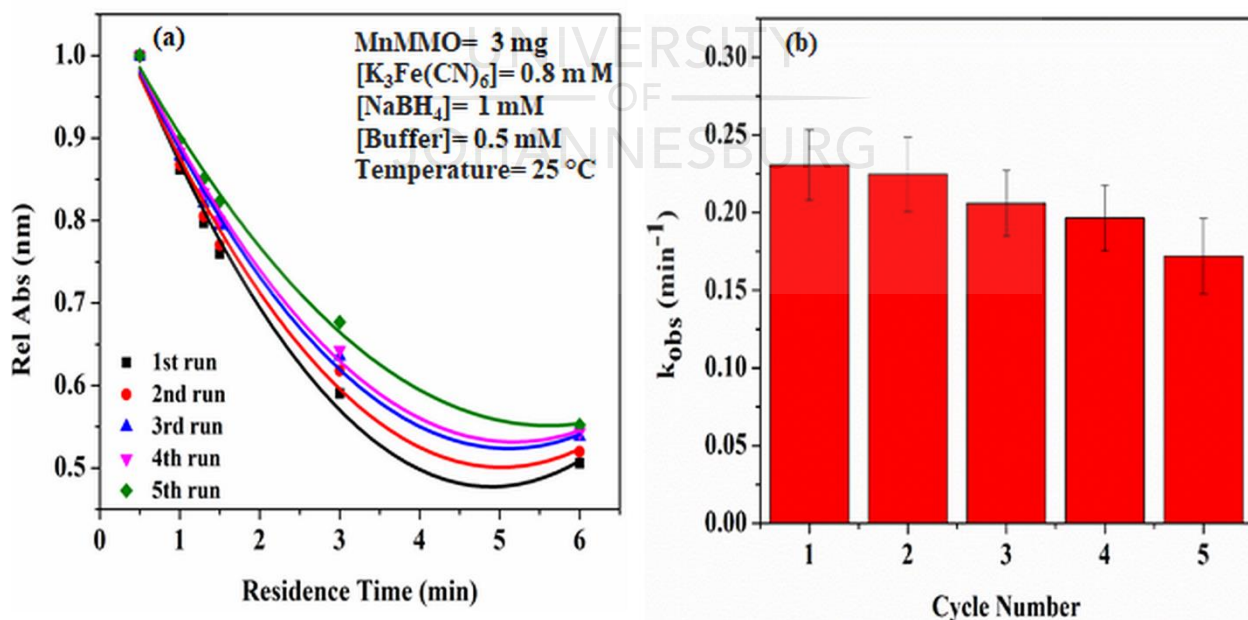 (a)
MnMMO= 3 mg
[K₃Fe(CN)₆]= 0.8 m M
[NaBH₄]= 1 mM
[Buffer]= 0.5 mM
Temperature= 25 °C
UNIVERSITY
OF
JOHANNESBURG
Rel Abs (nm)
1.0
0.9
0.8
0.7
0.6
0.5
1st run
2nd run
3rd run
4th run
5th run
0 1 2 3 4 5 6
Residence Time (min)
(b)
k_obs (min⁻¹)
0.30
0.25
0.20
0.15
0.10
0.05
0.00
1 2 3 4 5
Cycle Number